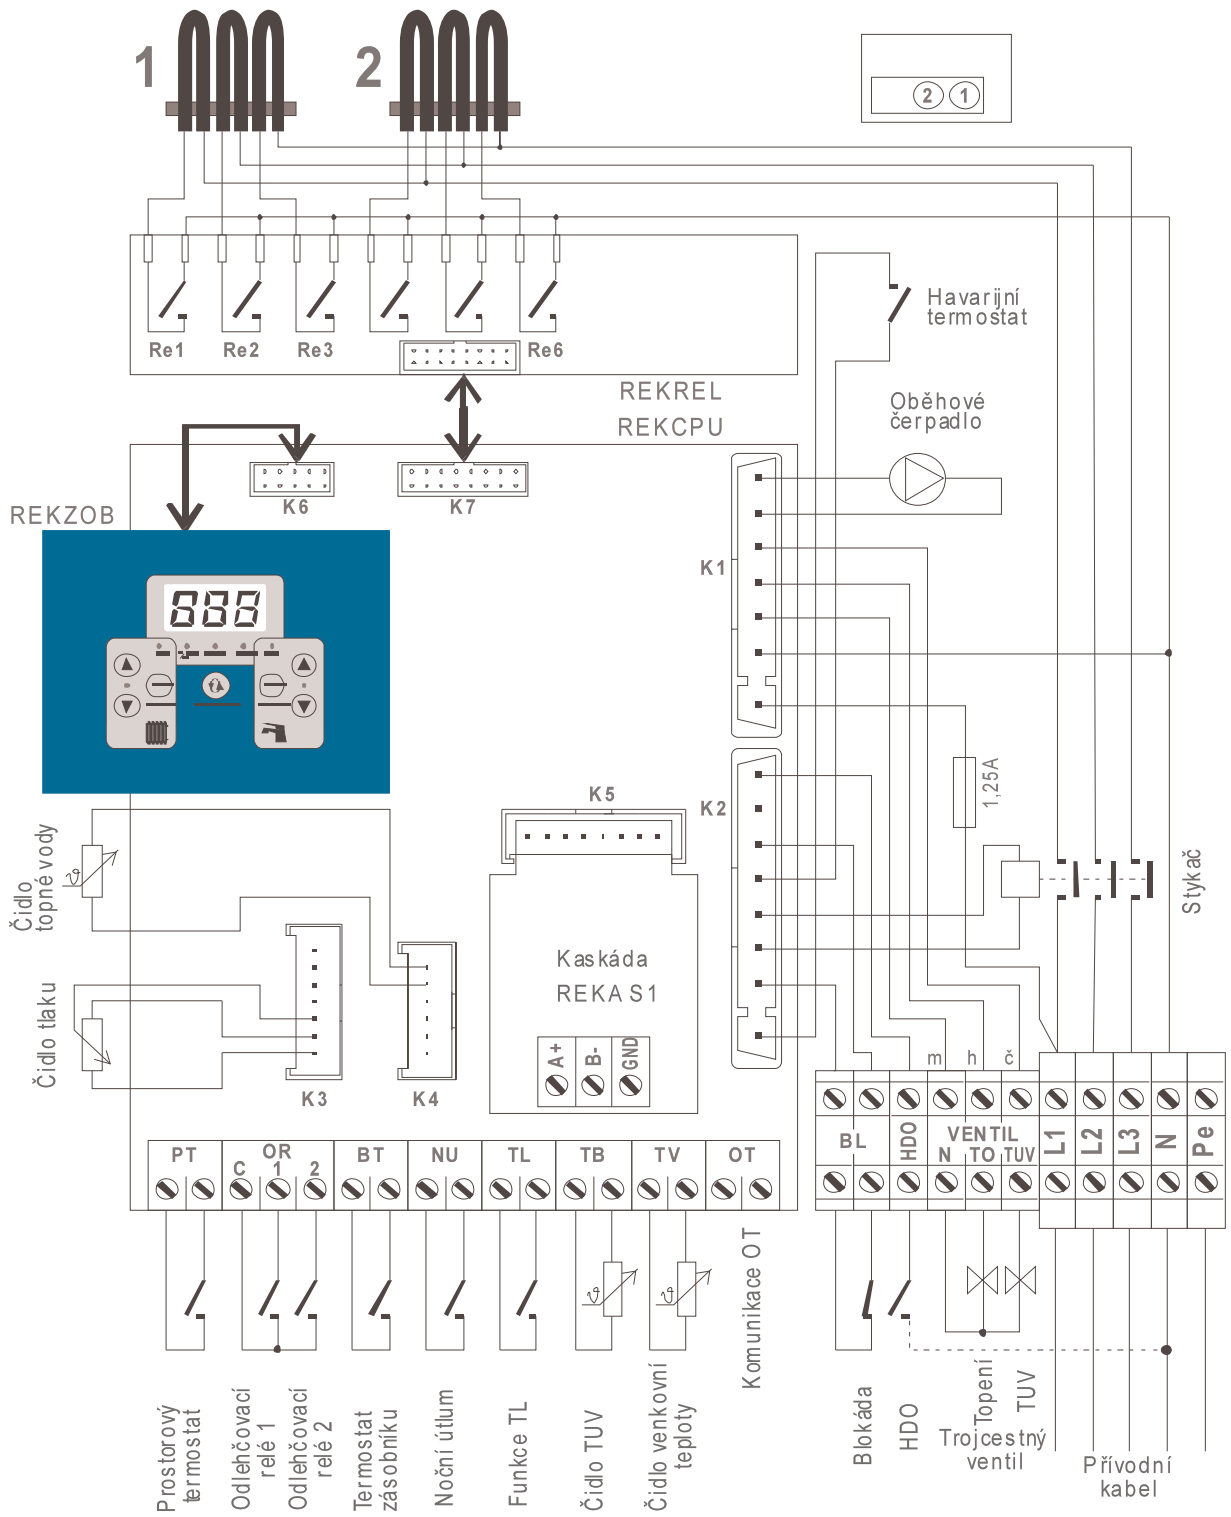 1
2
2 1
Re1
Re2
Re3
Re6
Havarijní
termostat
REKREL
REKCPU
Oběhové
čerpadlo
K6
K7
REKZOB
K1
1,25A
K5
K2
Čidlo
topné vody
Stykač
Kaskáda
REKA S1
Čidlo tlaku
A+
B-
GND
K3
K4
m h č
PT
OR
C 1 2
BT
NU
TL
TB
TV
OT
BL
HDO
VENTIL
N TO TUV
L1
L2
L3
N
Pe
Prostorový
termostat
Odlehčovací
relé 1
Odlehčovací
relé 2
Termostat
zásobníku
Noční útlum
Funkce TL
Čidlo TUV
Čidlo venkovní
teploty
Komunikace OT
Blokáda
HDO
Topení
TUV
Trojcestný
ventil
Přívodní
kabel